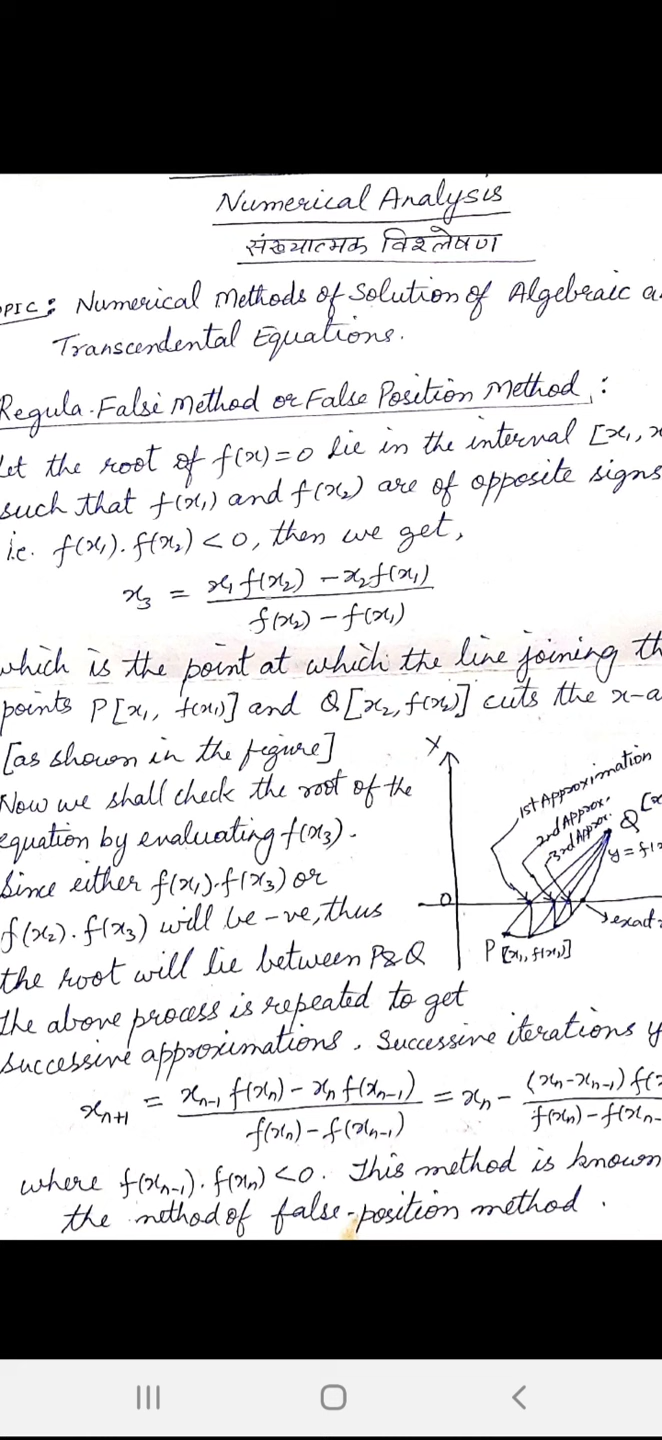 Numerical Analysis
संख्यात्मक विश्लेषण
OPIC: Numerical Methods of Solution of Algebraic a
Transcendental Equations.
Regula-Falsi Method or False Position Method:
Let the root of f(x)=0 lie in the interval [x₁, x
such that f(x₁) and f(x₂) are of opposite signs
i.e. f(x₁).f(x₂) < 0, then we get,
x₃ = x₁ f(x₂) − x₂ f(x₁) / f(x₂) − f(x₁)
which is the point at which the line joining th
points P[x₁, f(x₁)] and Q[x₂, f(x₂)] cuts the x-a
[as shown in the figure]
Now we shall check the root of the
equation by evaluating f(x₃).
Since either f(x₁).f(x₃) or
f(x₂).f(x₃) will be -ve, thus
the root will lie between P&Q
X
1st Approximation
2nd Approx.
3rd Approx.
Q [x
y=f(x
O
exact
P [x₁, f(x₁)]
the above process is repeated to get
successive approximations. Successive iterations y
xₙ₊₁ = xₙ₋₁ f(xₙ) − xₙ f(xₙ₋₁) / f(xₙ) − f(xₙ₋₁) = xₙ − (xₙ−xₙ₋₁) f(x / f(xₙ) − f(xₙ₋
where f(xₙ₋₁).f(xₙ) < 0. This method is known
the method of false-position method.